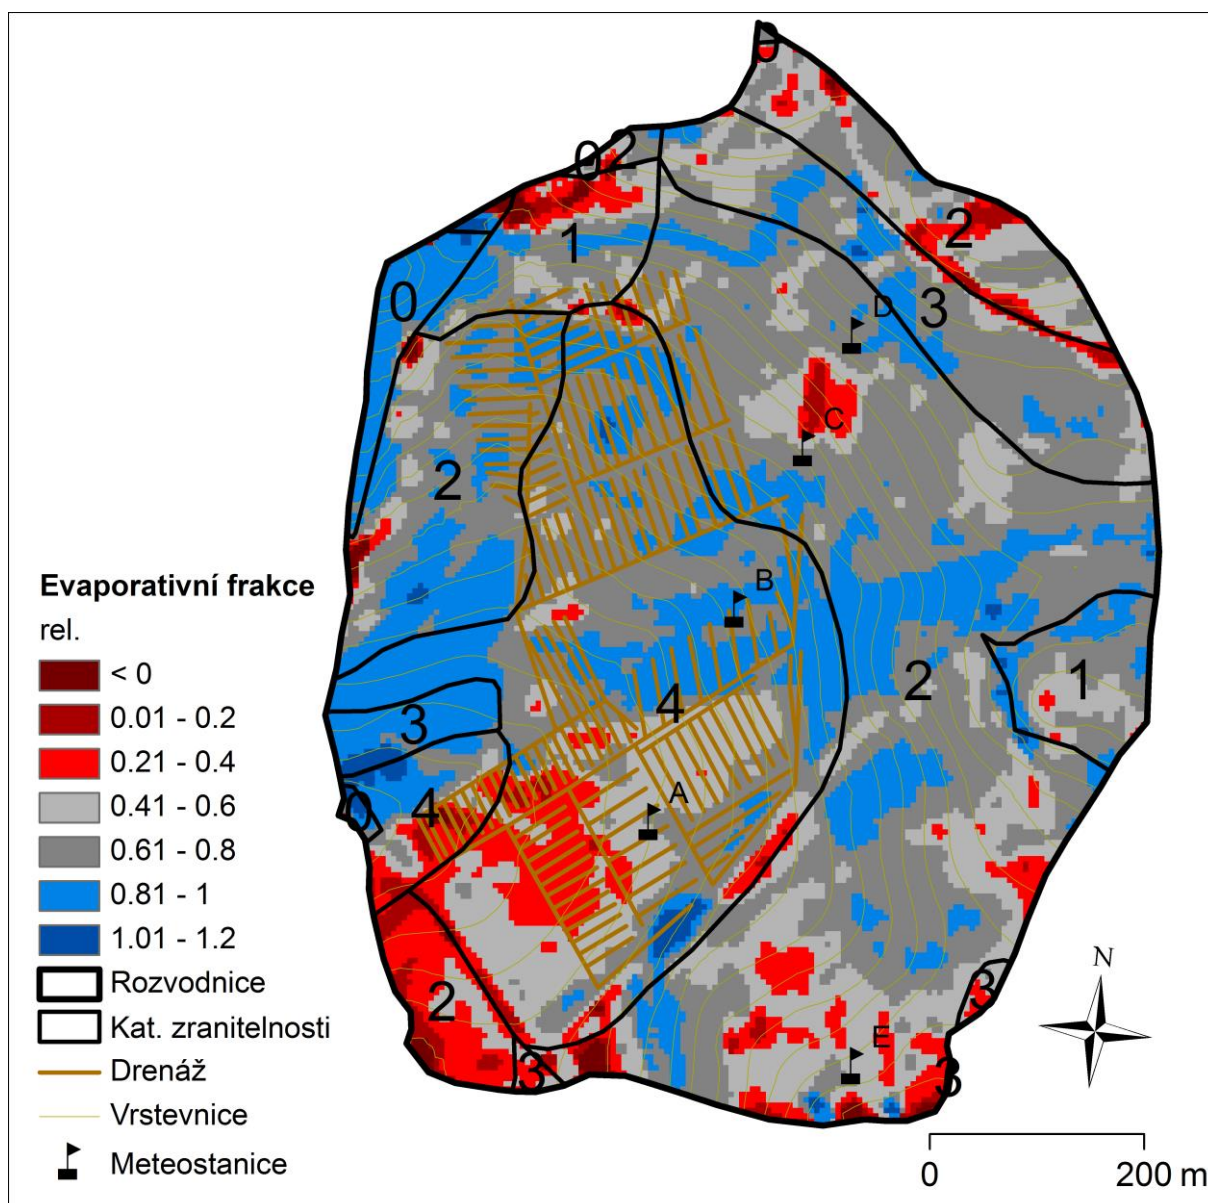 0
0 2
2
1
0
3
D
C
2
B
2
1
4
3
A
4
0
3
2
E
3
3
N
Evaporativní frakce
rel.
< 0
0.01 - 0.2
0.21 - 0.4
0.41 - 0.6
0.61 - 0.8
0.81 - 1
1.01 - 1.2
Rozvodnice
Kat. zranitelnosti
Drenáž
Vrstevnice
Meteostanice
0 200 m